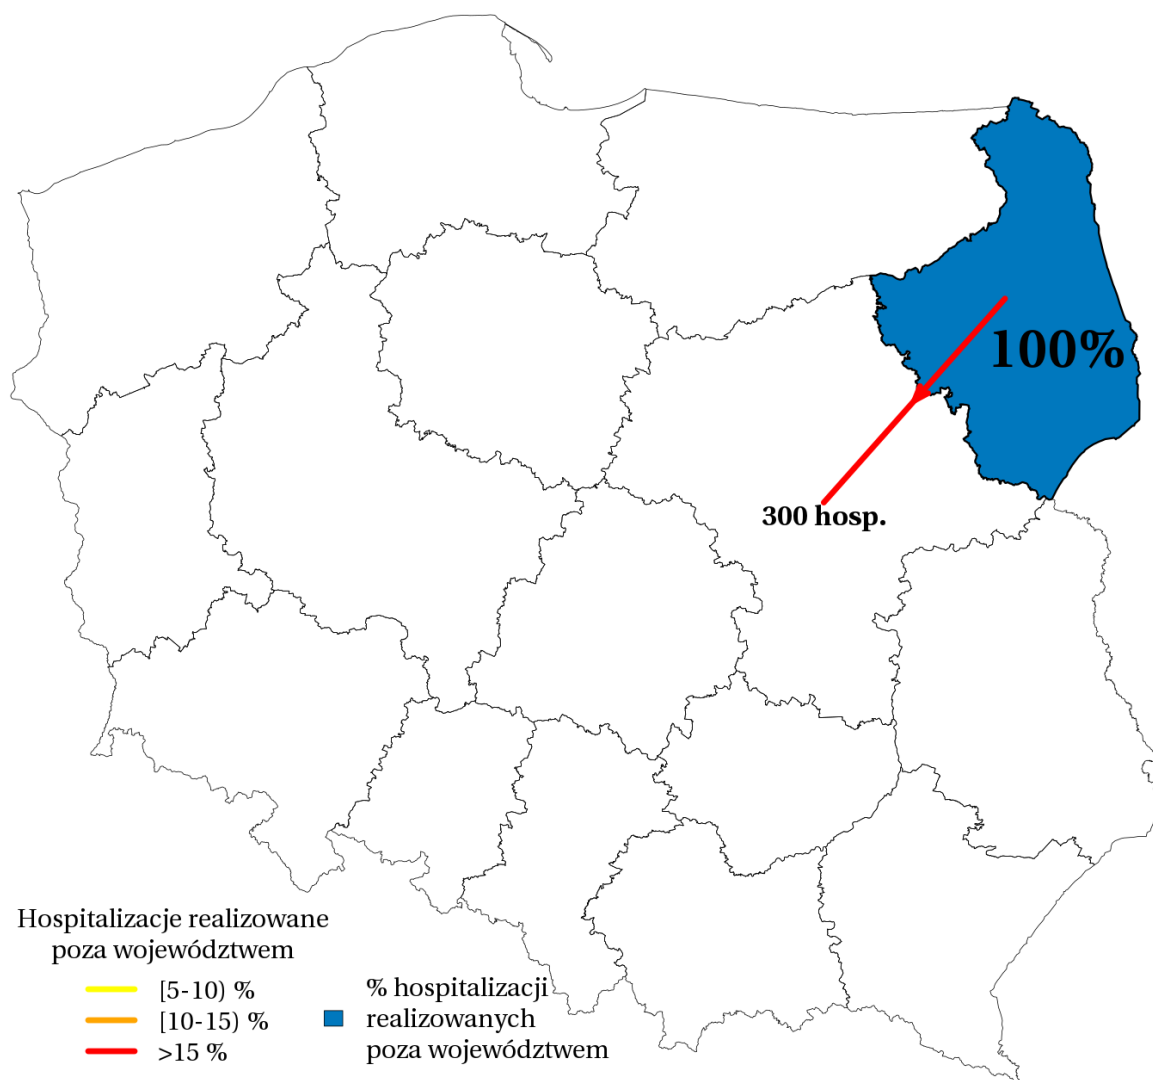 100%
300 hosp.
Hospitalizacje realizowane
poza województwem
[5-10) %
[10-15) %
>15 %
% hospitalizacji
realizowanych
poza województwem